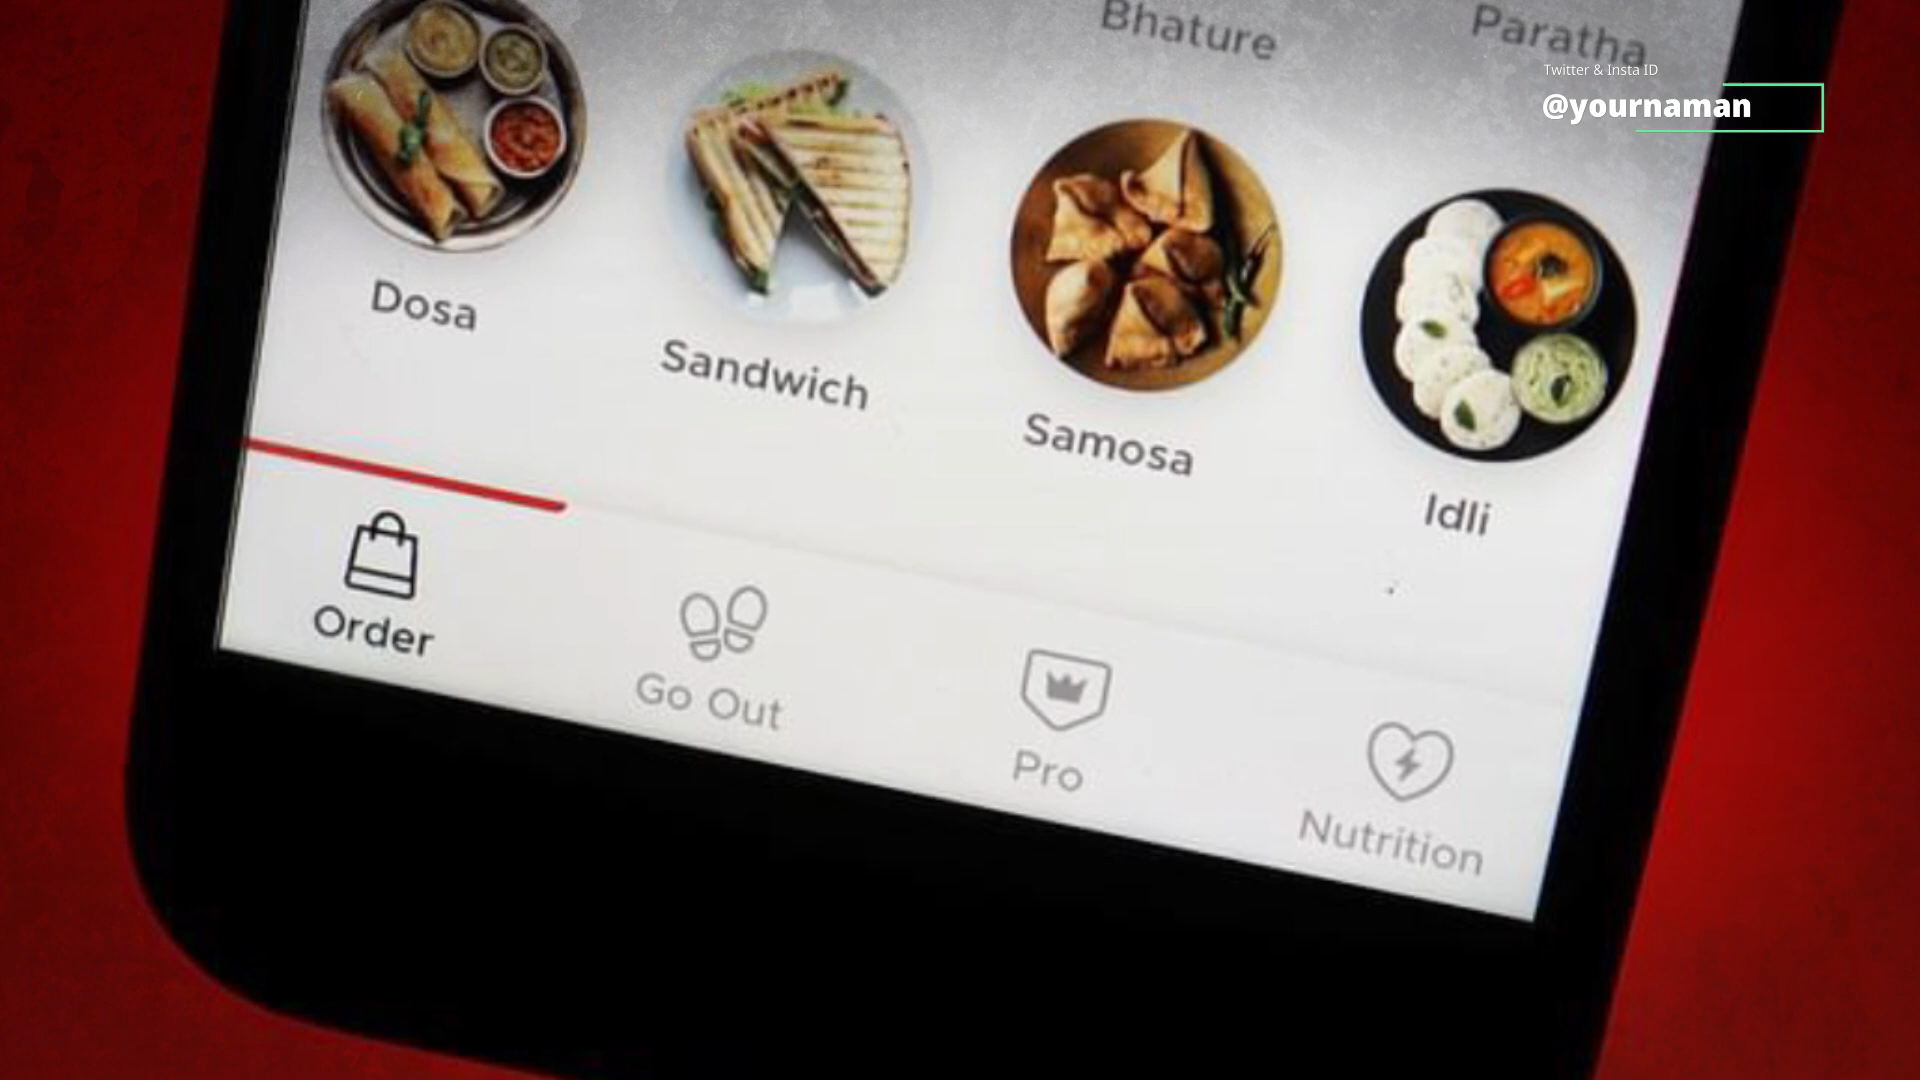 Bhature
Paratha
Twitter & Insta ID
@yournaman
Dosa
Sandwich
Samosa
Idli
Order
Go Out
Pro
Nutrition